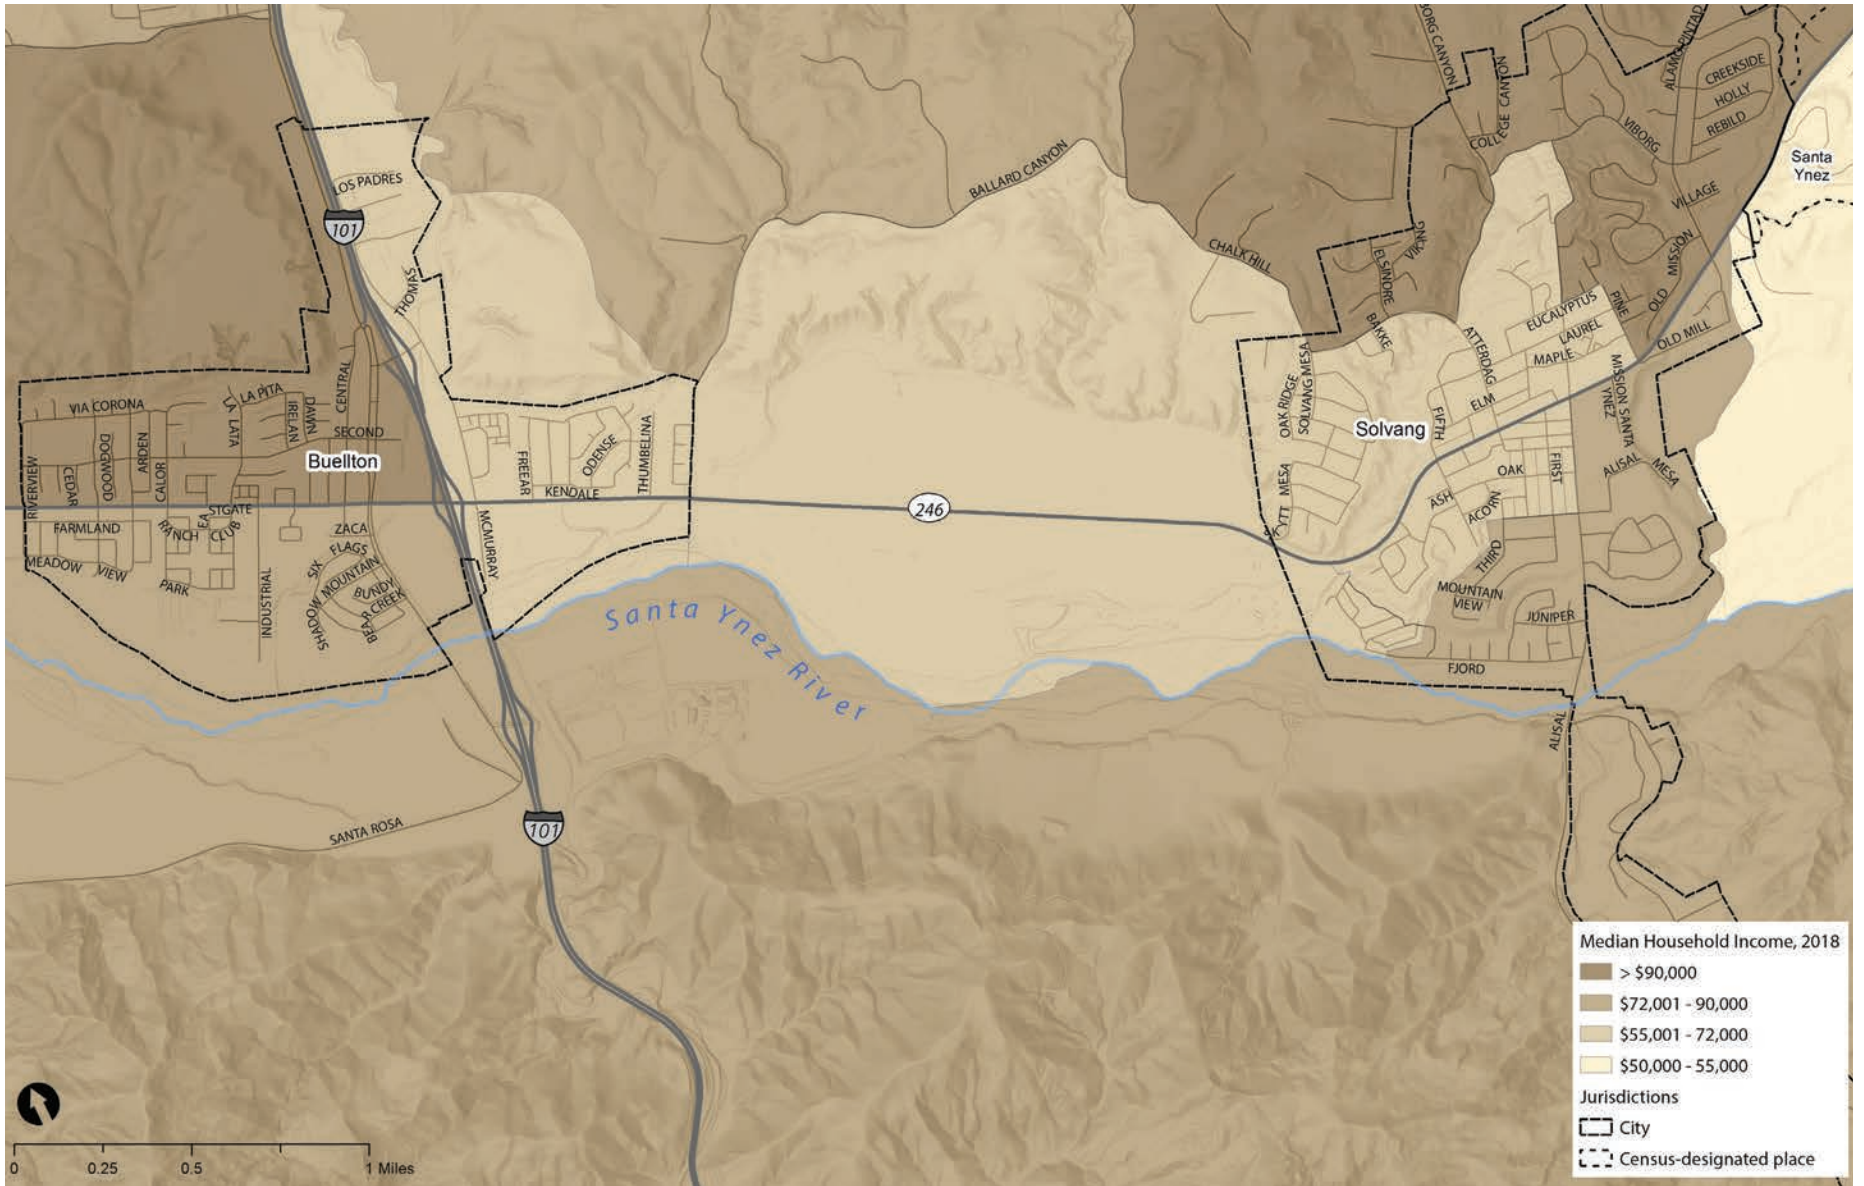 BORG CANYON
COLLEGE CANYON
ALAMO PINTAD
CREEKSIDE
HOLLY
REBILD
VIBORG
Santa
Ynez
VILLAGE
BALLARD CANYON
LOS PADRES
101
CHALK HILL
VIKING
ELSINORE
MISSION
OLD
THOMAS
BAKKE
ATTERDAG
EUCALYPTUS
PINE
LAUREL
OLD MILL
MAPLE
CENTRAL
LA PITA
VIA CORONA
LA LATA
IRELAN
DAWN
SECOND
Buellton
DOGWOOD
ARDEN
CALOR
CEDAR
RIVERVIEW
FREEAR
ODENSE
THUMBELINA
KENDALE
OAK RIDGE
SOLVANG MESA
Solvang
FIFTH
ELM
MISSION SANTA
YNEZ
ALISAL
MESA
OAK
FIRST
ASH
ACORN
SKYTT MESA
246
STGATE
EA
FARMLAND
RANCH CLUB
ZACA
MCMURRAY
MEADOW VIEW
PARK
INDUSTRIAL
SIX FLAGS
SHADOW MOUNTAIN
BUNDY
BEAR CREEK
THIRD
MOUNTAIN
VIEW
JUNIPER
FJORD
Santa Ynez River
ALISAL
SANTA ROSA
101
Median Household Income, 2018
> $90,000
$72,001 - 90,000
$55,001 - 72,000
$50,000 - 55,000
Jurisdictions
City
Census-designated place
0 0.25 0.5 1 Miles